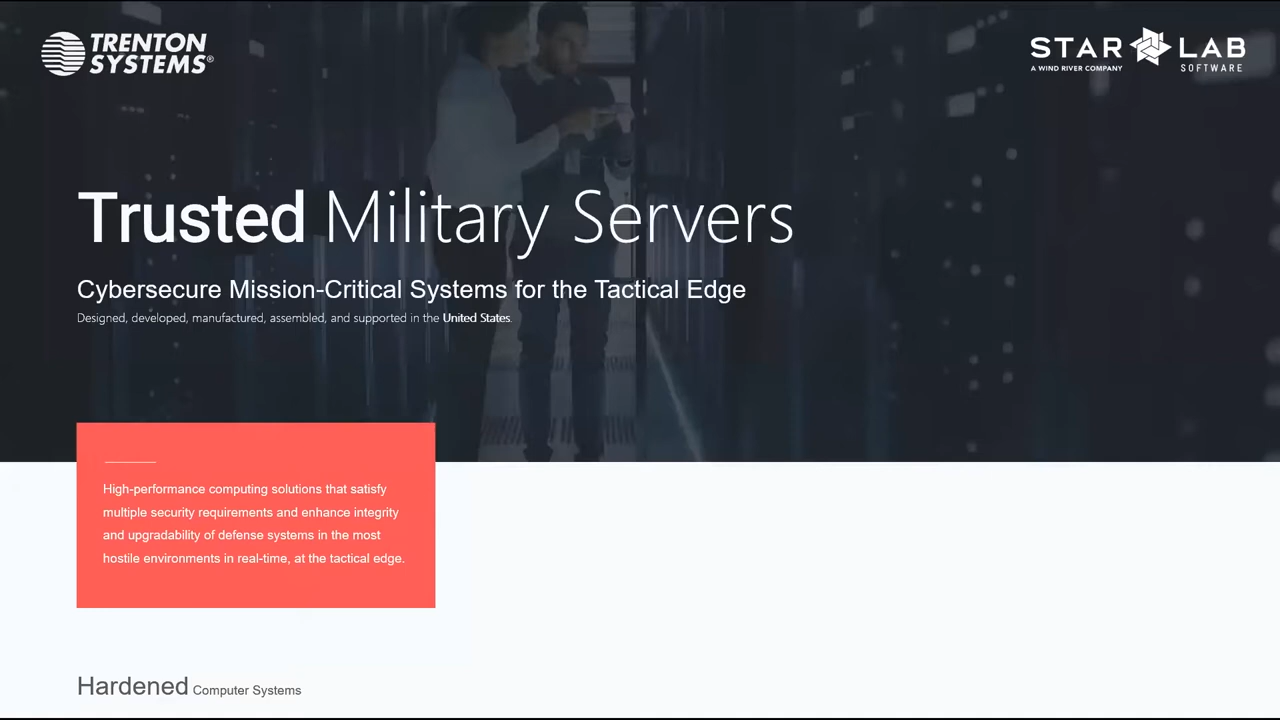 TRENTON
SYSTEMS®
STAR LAB
A WIND RIVER COMPANY
SOFTWARE
Trusted Military Servers
Cybersecure Mission-Critical Systems for the Tactical Edge
Designed, developed, manufactured, assembled, and supported in the United States.
High-performance computing solutions that satisfy
multiple security requirements and enhance integrity
and upgradability of defense systems in the most
hostile environments in real-time, at the tactical edge.
Hardened Computer Systems